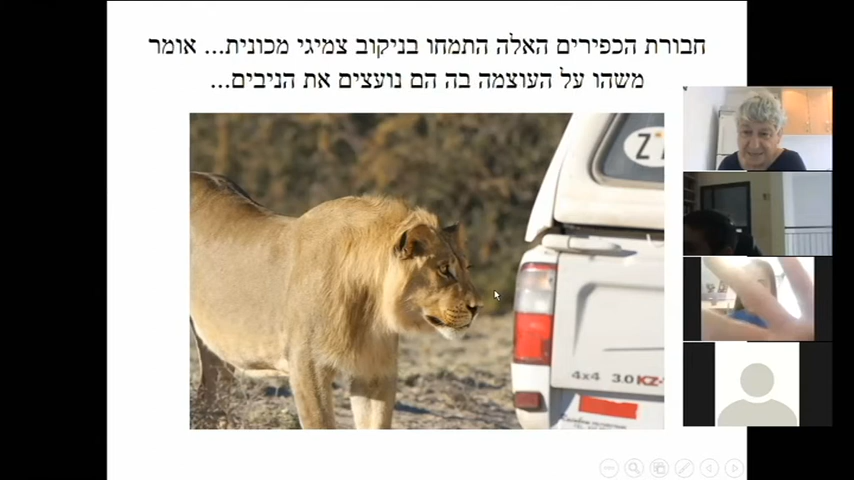 חבורת הכפירים האלה התמחו בניקוב צמיגי מכונית... אומר
משהו על העוצמה בה הם נועצים את הניבים...
4x4 3.0 KZ-